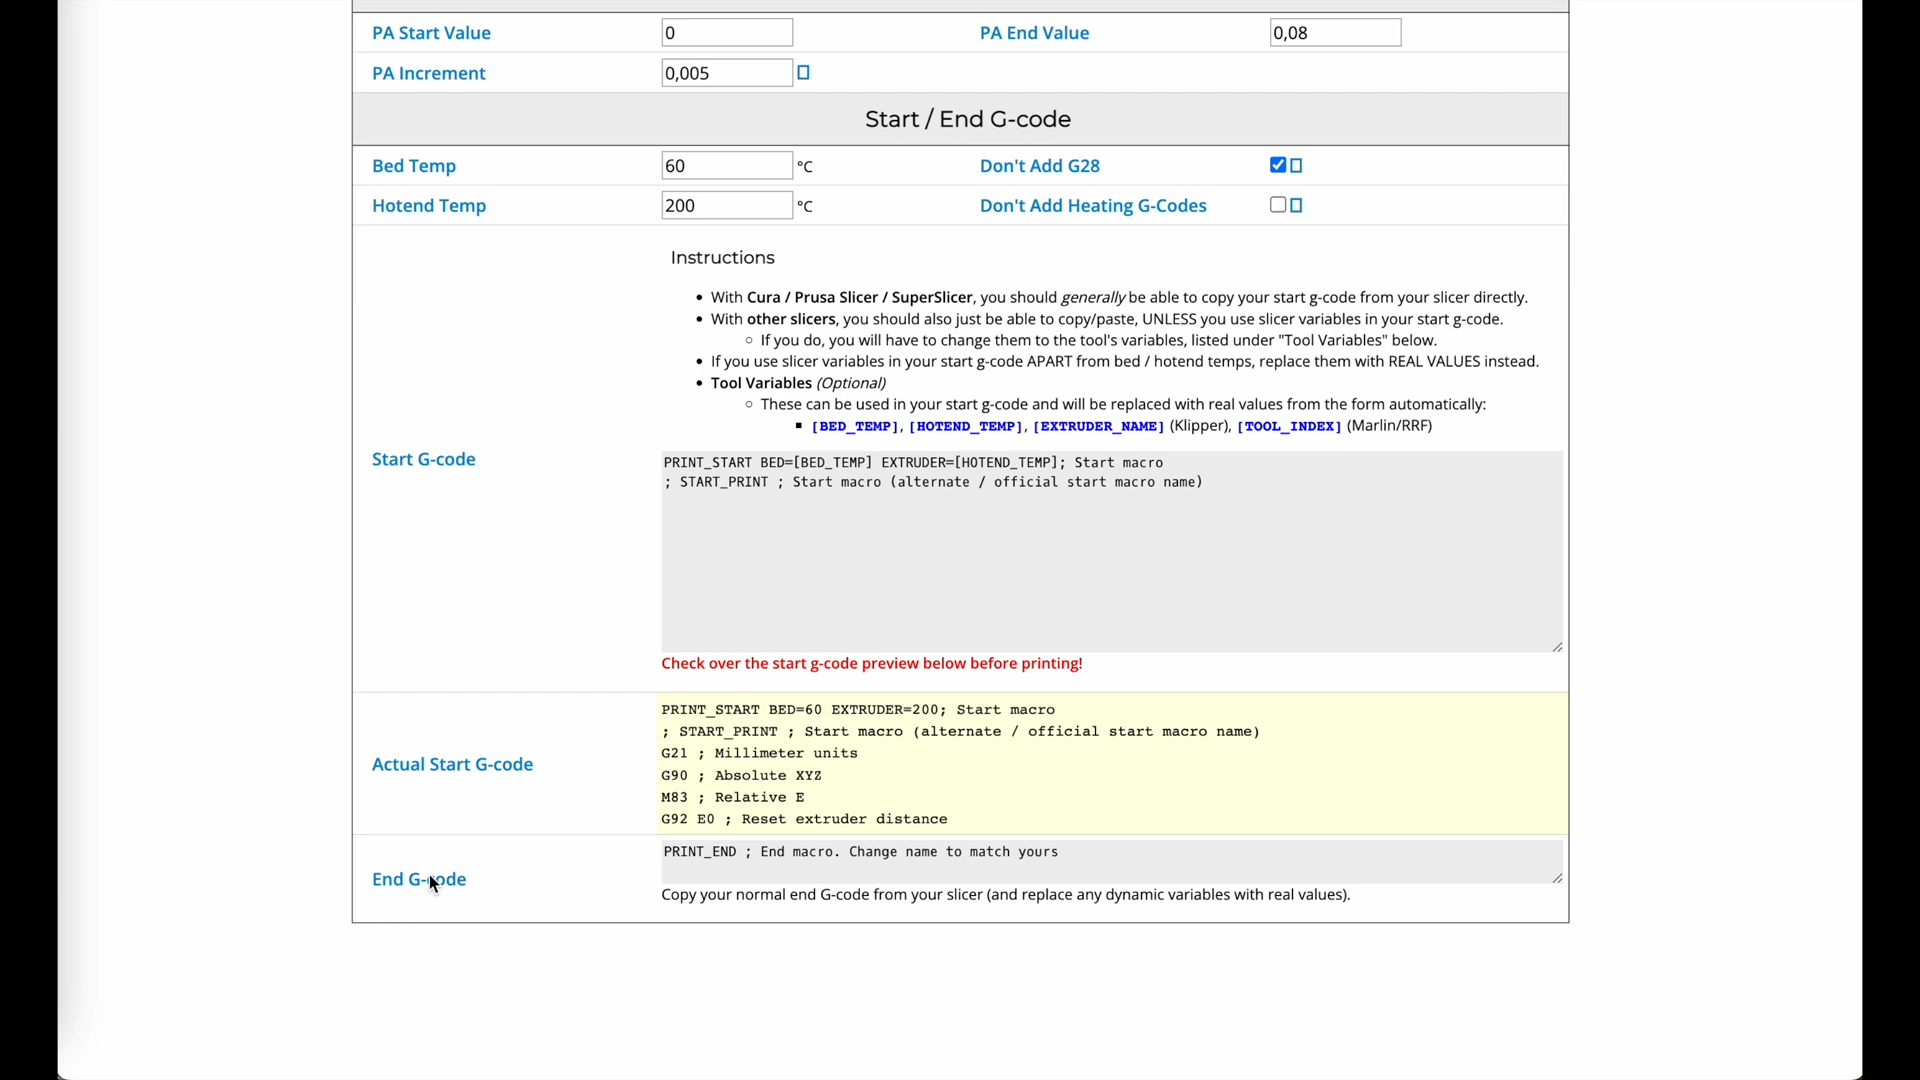 PA Start Value 0 PA End Value 0,08
PA Increment 0,005
Start / End G-code
Bed Temp 60 °C Don't Add G28
Hotend Temp 200 °C Don't Add Heating G-Codes
Instructions
• With Cura / Prusa Slicer / SuperSlicer, you should generally be able to copy your start g-code from your slicer directly.
• With other slicers, you should also just be able to copy/paste, UNLESS you use slicer variables in your start g-code.
○ If you do, you will have to change them to the tool's variables, listed under "Tool Variables" below.
• If you use slicer variables in your start g-code APART from bed / hotend temps, replace them with REAL VALUES instead.
• Tool Variables (Optional)
○ These can be used in your start g-code and will be replaced with real values from the form automatically:
▪ [BED_TEMP], [HOTEND_TEMP], [EXTRUDER_NAME] (Klipper), [TOOL_INDEX] (Marlin/RRF)
Start G-code
PRINT_START BED=[BED_TEMP] EXTRUDER=[HOTEND_TEMP]; Start macro
; START_PRINT ; Start macro (alternate / official start macro name)
Check over the start g-code preview below before printing!
Actual Start G-code
PRINT_START BED=60 EXTRUDER=200; Start macro
; START_PRINT ; Start macro (alternate / official start macro name)
G21 ; Millimeter units
G90 ; Absolute XYZ
M83 ; Relative E
G92 E0 ; Reset extruder distance
End G-code
PRINT_END ; End macro. Change name to match yours
Copy your normal end G-code from your slicer (and replace any dynamic variables with real values).